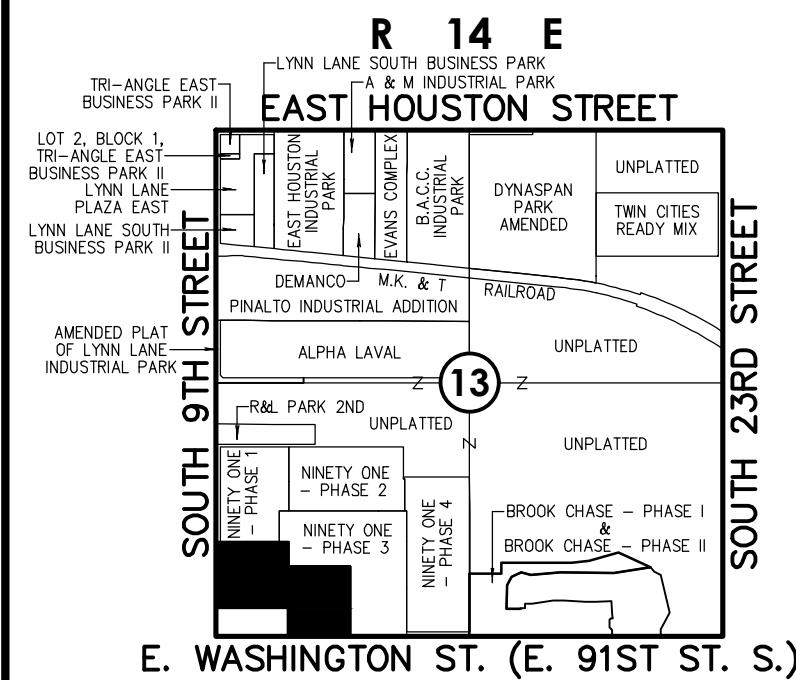 R 14 E
LYNN LANE SOUTH BUSINESS PARK
A & M INDUSTRIAL PARK
TRI-ANGLE EAST
BUSINESS PARK II
EAST HOUSTON STREET
LOT 2, BLOCK 1,
TRI-ANGLE EAST
BUSINESS PARK II
LYNN LANE
PLAZA EAST
LYNN LANE SOUTH
BUSINESS PARK II
EAST HOUSTON
INDUSTRIAL
PARK
EVANS COMPLEX
B.A.C.C.
INDUSTRIAL
PARK
DYNASPAN
PARK
AMENDED
UNPLATTED
TWIN CITIES
READY MIX
DEMANCO
M.K. & T
RAILROAD
PINALTO INDUSTRIAL ADDITION
AMENDED PLAT
OF LYNN LANE
INDUSTRIAL PARK
ALPHA LAVAL
UNPLATTED
SOUTH 9TH STREET
SOUTH 23RD STREET
Z
13
Z
Z
R&L PARK 2ND
UNPLATTED
UNPLATTED
NINETY ONE
- PHASE 1
NINETY ONE
- PHASE 2
NINETY ONE
- PHASE 3
NINETY ONE
- PHASE 4
BROOK CHASE - PHASE I
&
BROOK CHASE - PHASE II
E. WASHINGTON ST. (E. 91ST ST. S.)